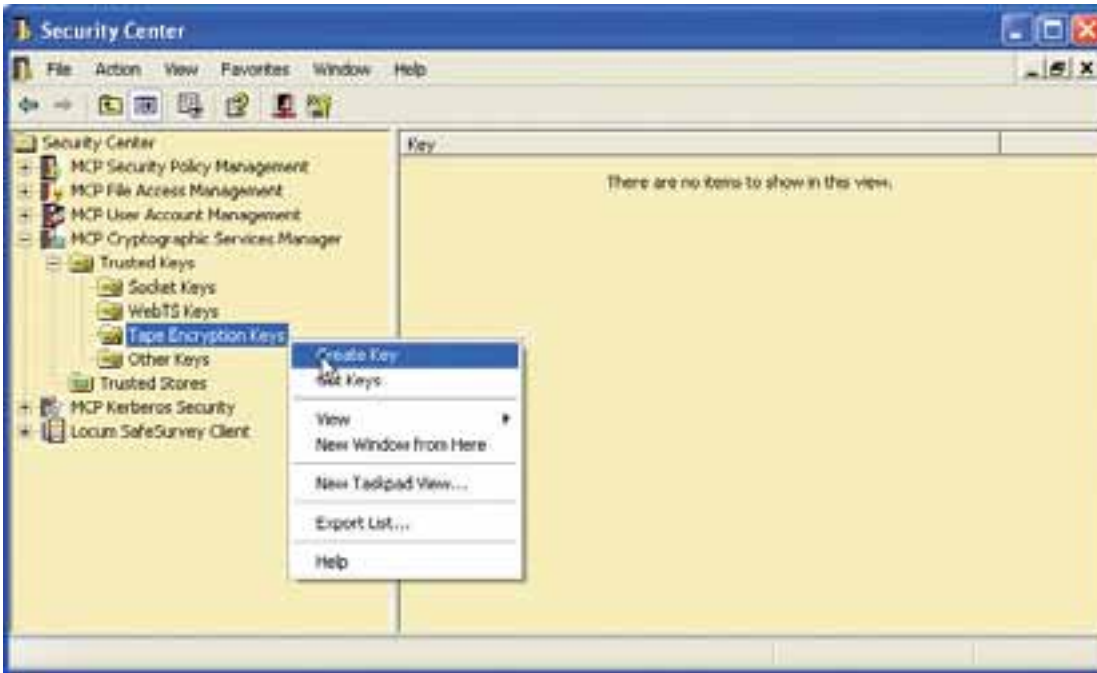 Security Center
File Action View Favorites Window Help
Security Center
MCP Security Policy Management
MCP File Access Management
MCP User Account Management
MCP Cryptographic Services Manager
Trusted Keys
Socket Keys
WebTS Keys
Tape Encryption Keys
Other Keys
Trusted Stores
MCP Kerberos Security
Locum SafeSurvey Client
Key
There are no items to show in this view.
Create Key
Keys
View
New Window from Here
New Taskpad View...
Export List...
Help